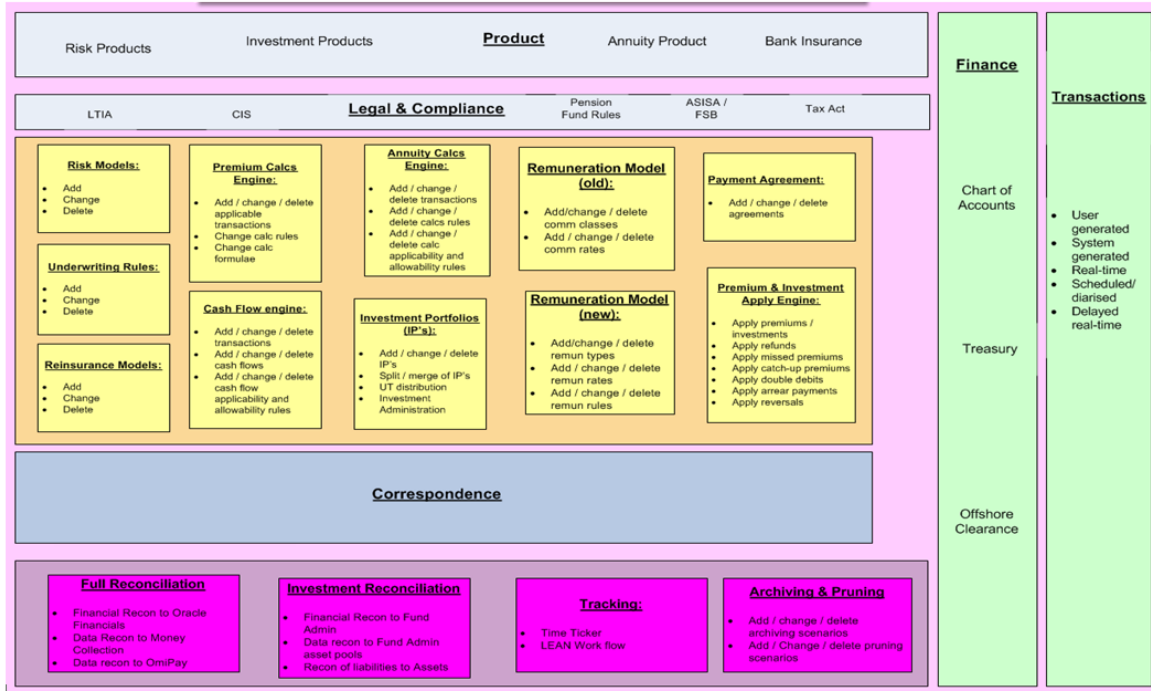 Product
Risk Products
Investment Products
Annuity Product
Bank Insurance
Legal & Compliance
LTIA
CIS
Pension
Fund Rules
ASISA /
FSB
Tax Act
Risk Models:
• Add
• Change
• Delete
Underwriting Rules:
• Add
• Change
• Delete
Reinsurance Models:
• Add
• Change
• Delete
Premium Calcs
Engine:
• Add / change / delete
applicable
transactions
• Change calc rules
• Change calc
formulae
Cash Flow engine:
• Add / change / delete
transactions
• Add / change / delete
cash flows
• Add / change / delete
cash flow
applicability and
allowability rules
Annuity Calcs
Engine:
• Add / change /
delete transactions
• Add / change /
delete calcs rules
• Add / change /
delete calc
applicability and
allowability rules
Investment Portfolios
(IP's):
• Add / change / delete
IP's
• Split / merge of IP's
• UT distribution
• Investment
Administration
Remuneration Model
(old):
• Add/change / delete
comm classes
• Add / change / delete
comm rates
Remuneration Model
(new):
• Add/change / delete
remun types
• Add / change / delete
remun rates
• Add / change / delete
remun rules
Payment Agreement:
• Add / change / delete
agreements
Premium & Investment
Apply Engine:
• Apply premiums /
investments
• Apply refunds
• Apply missed premiums
• Apply catch-up premiums
• Apply double debits
• Apply arrear payments
• Apply reversals
Correspondence
Full Reconciliation
• Financial Recon to Oracle
Financials
• Data Recon to Money
Collection
• Data recon to OmiPay
Investment Reconciliation
• Financial Recon to Fund
Admin
• Data recon to Fund Admin
asset pools
• Recon of liabilities to Assets
Tracking:
• Time Ticker
• LEAN Work flow
Archiving & Pruning
• Add / change / delete
archiving scenarios
• Add / Change / delete pruning
scenarios
Finance
Chart of
Accounts
Treasury
Offshore
Clearance
Transactions
• User
generated
• System
generated
• Real-time
• Scheduled/
diarised
• Delayed
real-time